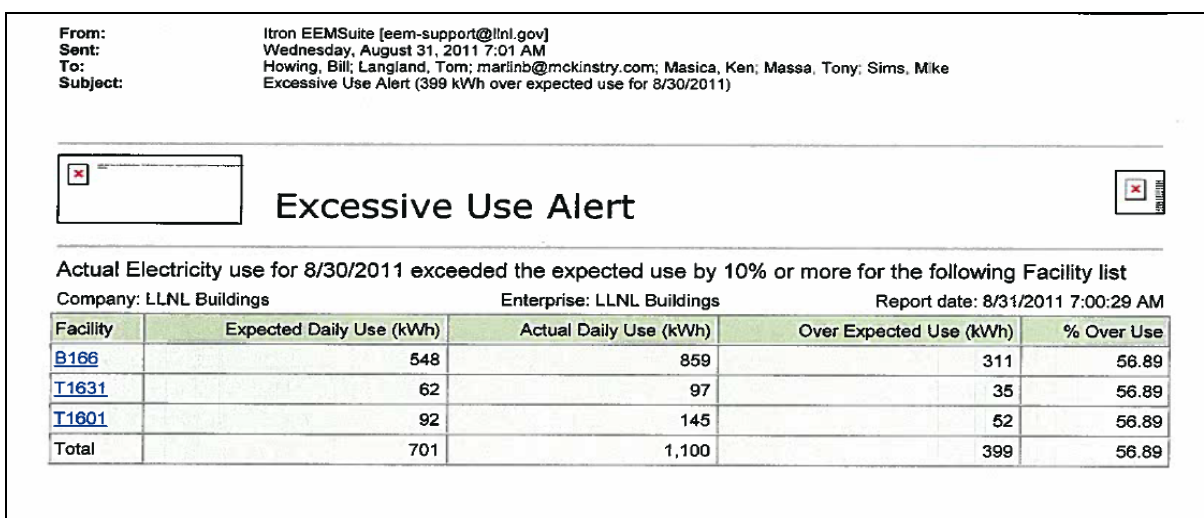 From: Itron EEMSuite [eem-support@llnl.gov]
Sent: Wednesday, August 31, 2011 7:01 AM
To: Howing, Bill; Langland, Tom; marlinb@mckinstry.com; Masica, Ken; Massa, Tony; Sims, Mike
Subject: Excessive Use Alert (399 kWh over expected use for 8/30/2011)
Excessive Use Alert
Actual Electricity use for 8/30/2011 exceeded the expected use by 10% or more for the following Facility list
Company: LLNL Buildings Enterprise: LLNL Buildings Report date: 8/31/2011 7:00:29 AM
Facility Expected Daily Use (kWh) Actual Daily Use (kWh) Over Expected Use (kWh) % Over Use
B166 548 859 311 56.89
T1631 62 97 35 56.89
T1601 92 145 52 56.89
Total 701 1,100 399 56.89